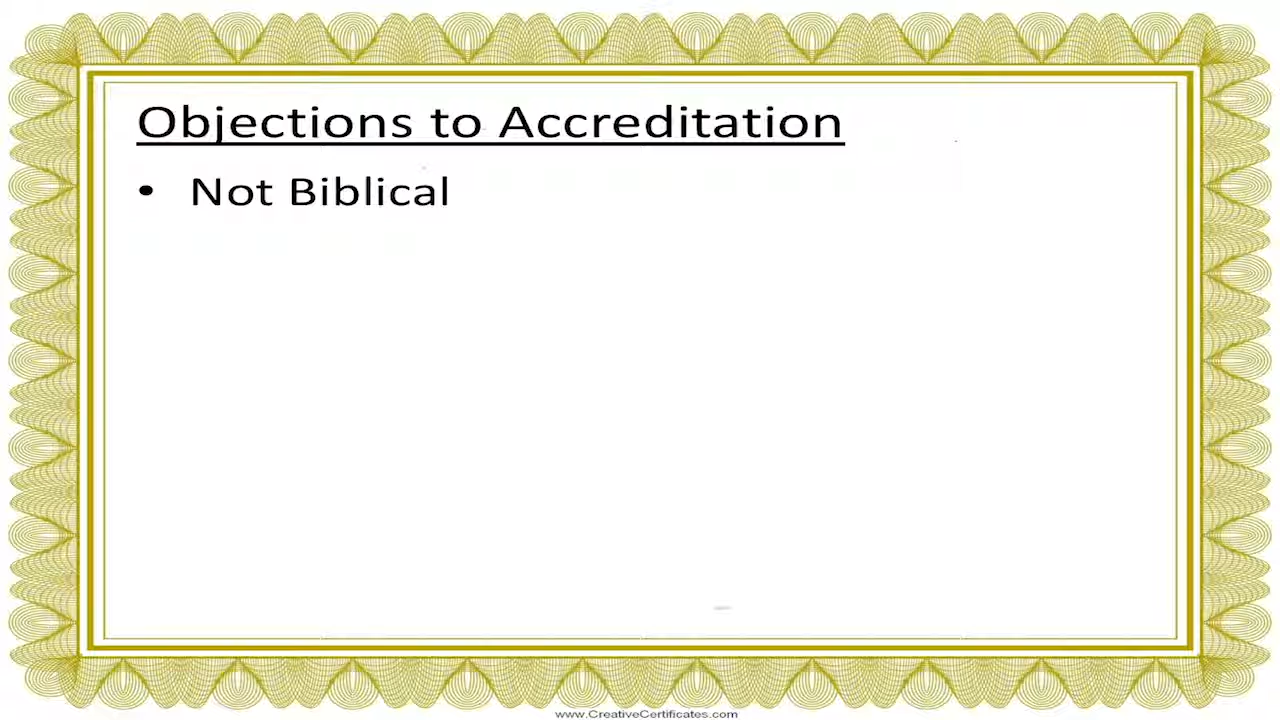 Objections to Accreditation
• Not Biblical
www.CreativeCertificates.com